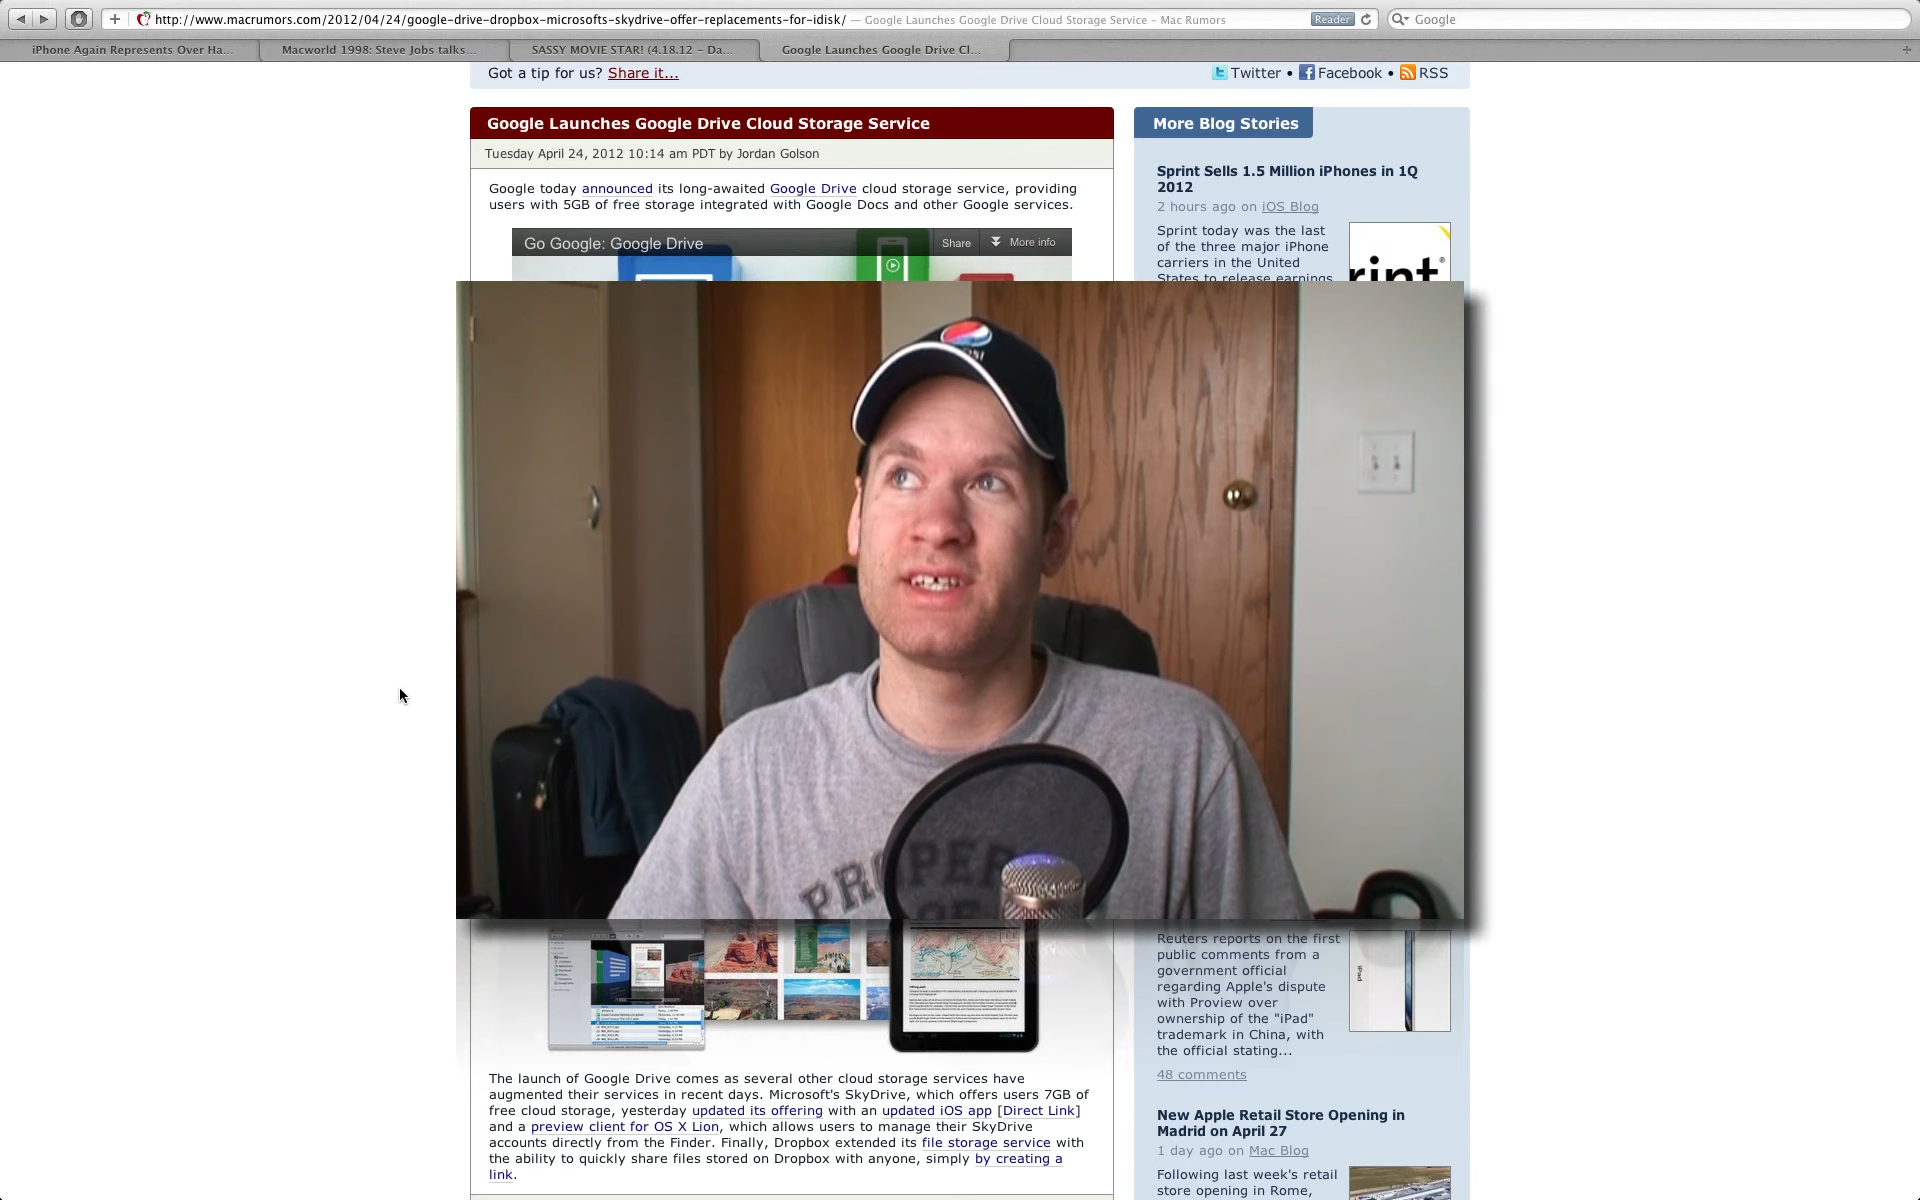 http://www.macrumors.com/2012/04/24/google-drive-dropbox-microsofts-skydrive-offer-replacements-for-idisk/ — Google Launches Google Drive Cloud Storage Service – Mac Rumors
Reader
Google
iPhone Again Represents Over Ha...
Macworld 1998: Steve Jobs talks...
SASSY MOVIE STAR! (4.18.12 – Da...
Google Launches Google Drive Cl...
Got a tip for us? Share it...
Twitter • Facebook • RSS
Google Launches Google Drive Cloud Storage Service
Tuesday April 24, 2012 10:14 am PDT by Jordan Golson
Google today announced its long-awaited Google Drive cloud storage service, providing
users with 5GB of free storage integrated with Google Docs and other Google services.
Go Google: Google Drive
Share
More info
PROPER
The launch of Google Drive comes as several other cloud storage services have
augmented their services in recent days. Microsoft's SkyDrive, which offers users 7GB of
free cloud storage, yesterday updated its offering with an updated iOS app [Direct Link]
and a preview client for OS X Lion, which allows users to manage their SkyDrive
accounts directly from the Finder. Finally, Dropbox extended its file storage service with
the ability to quickly share files stored on Dropbox with anyone, simply by creating a
link.
More Blog Stories
Sprint Sells 1.5 Million iPhones in 1Q
2012
2 hours ago on iOS Blog
Sprint today was the last
of the three major iPhone
carriers in the United
States to release earnings
rint
Reuters reports on the first
public comments from a
government official
regarding Apple's dispute
with Proview over
ownership of the "iPad"
trademark in China, with
the official stating...
iPad
48 comments
New Apple Retail Store Opening in
Madrid on April 27
1 day ago on Mac Blog
Following last week's retail
store opening in Rome,